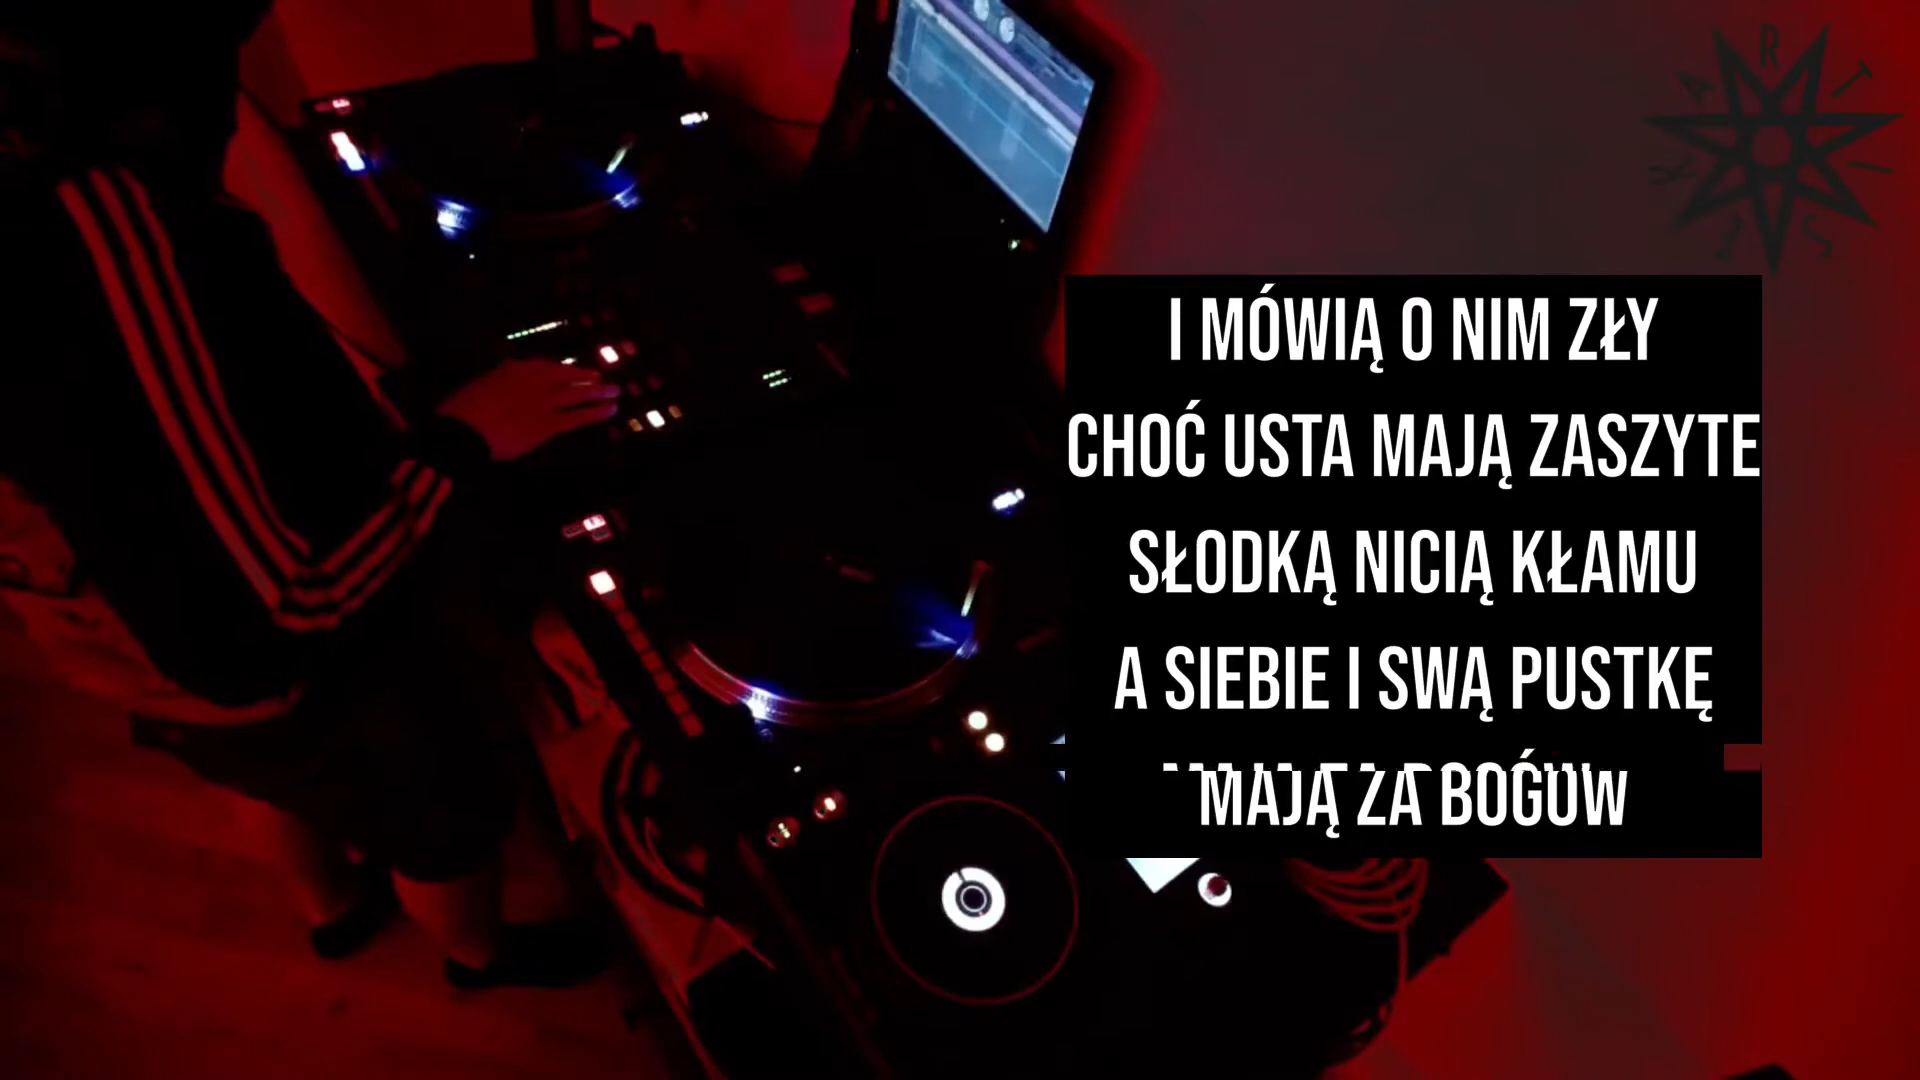 I MÓWIĄ O NIM ZŁY
CHOĆ USTA MAJĄ ZASZYTE
SŁODKĄ NICIĄ KŁAMU
A SIEBIE I SWĄ PUSTKĘ
MAJĄ ZA BOGÓW